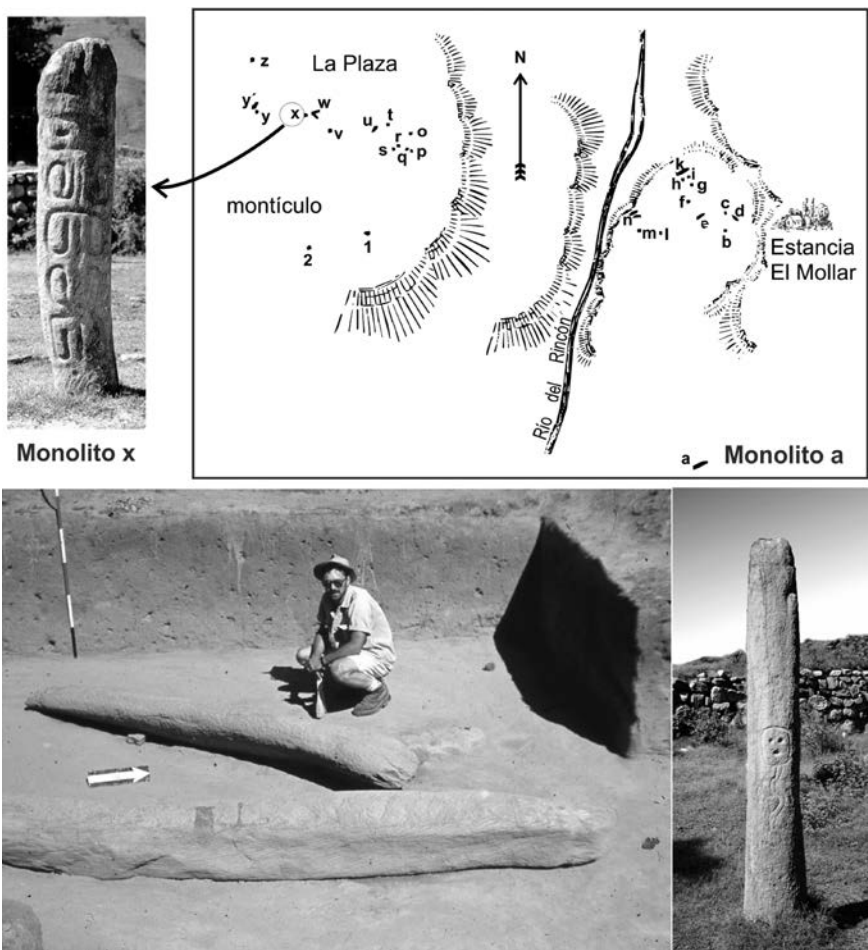 La Plaza
N
z
y'
y
x
w
v
u
t
r
o
s
q
p
k
i
h
g
f
c
d
e
n
m
l
b
montículo
1
2
Estancia
El Mollar
Río del Rincón
a
Monolito a
Monolito x